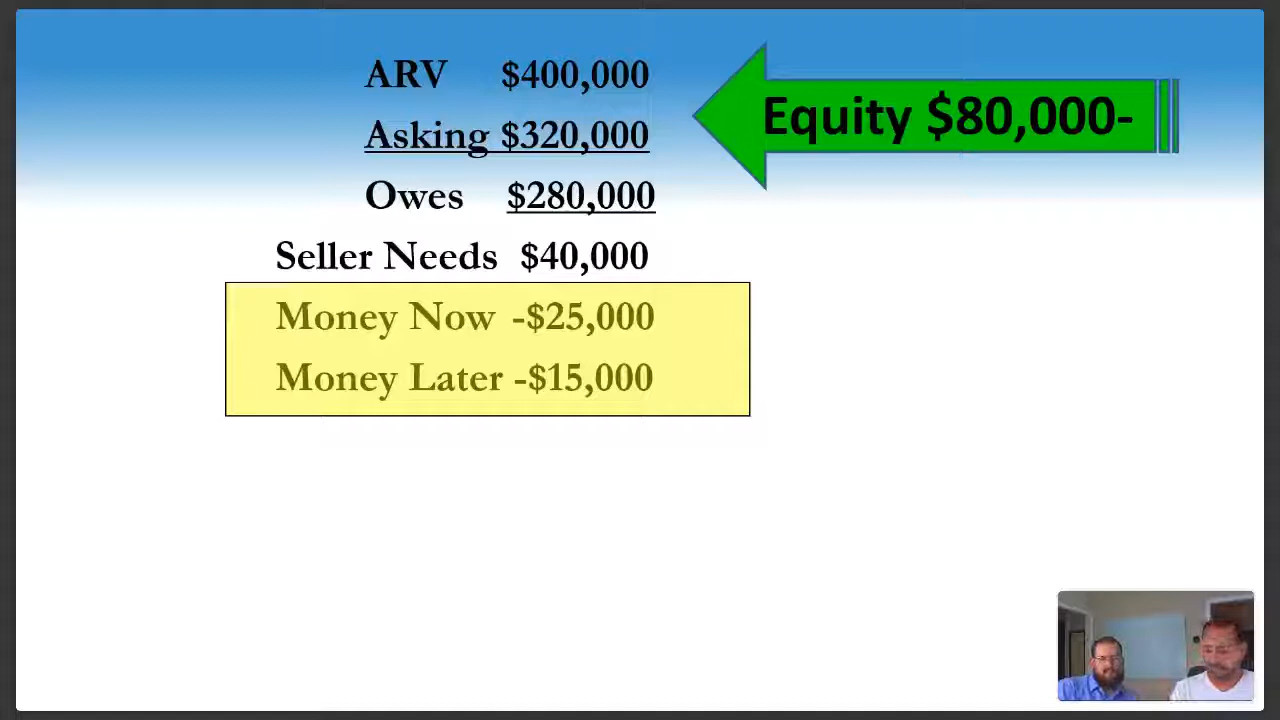 ARV $400,000
Equity $80,000-
Asking $320,000
Owes $280,000
Seller Needs $40,000
Money Now -$25,000
Money Later -$15,000